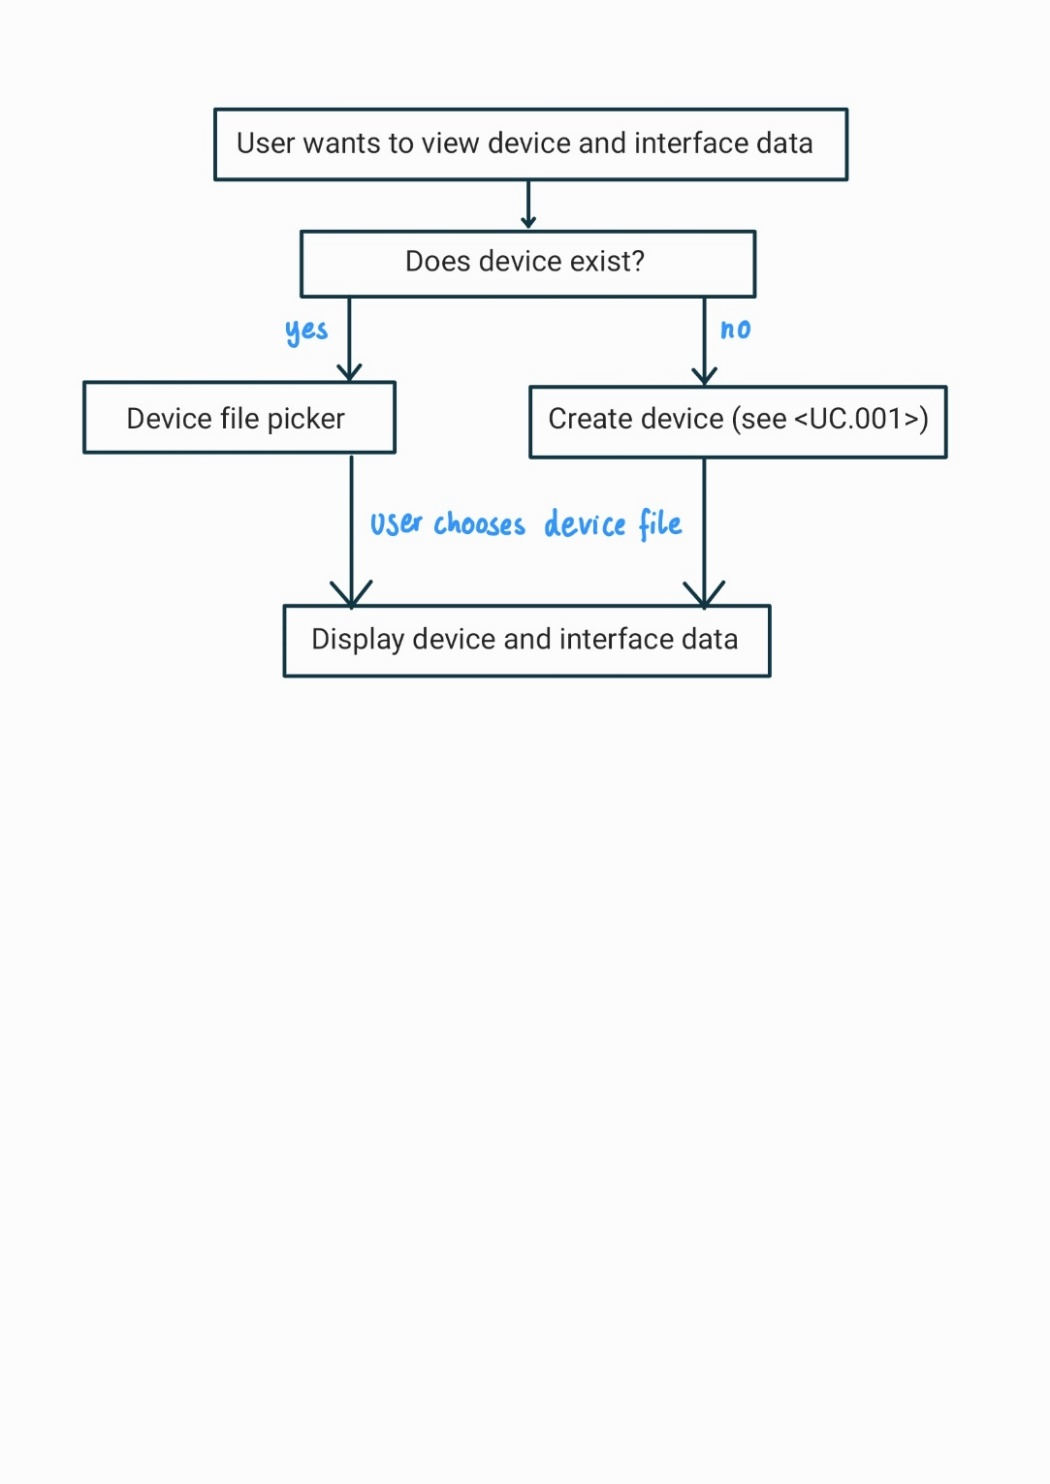 User wants to view device and interface data
Does device exist?
yes
no
Device file picker
Create device (see <UC.001>)
user chooses device file
Display device and interface data